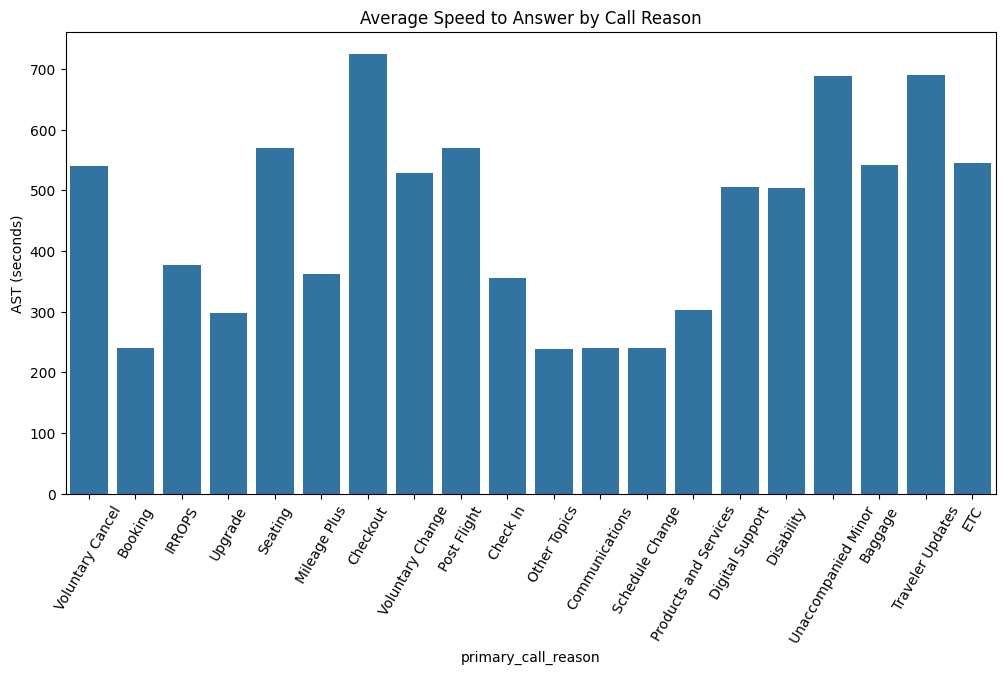 Average Speed to Answer by Call Reason
AST (seconds)
700
600
500
400
300
200
100
0
Voluntary Cancel
Booking
IRROPS
Upgrade
Seating
Mileage Plus
Checkout
Voluntary Change
Post Flight
Check In
Other Topics
Communications
Schedule Change
Products and Services
Digital Support
Disability
Unaccompanied Minor
Baggage
Traveler Updates
ETC
primary_call_reason